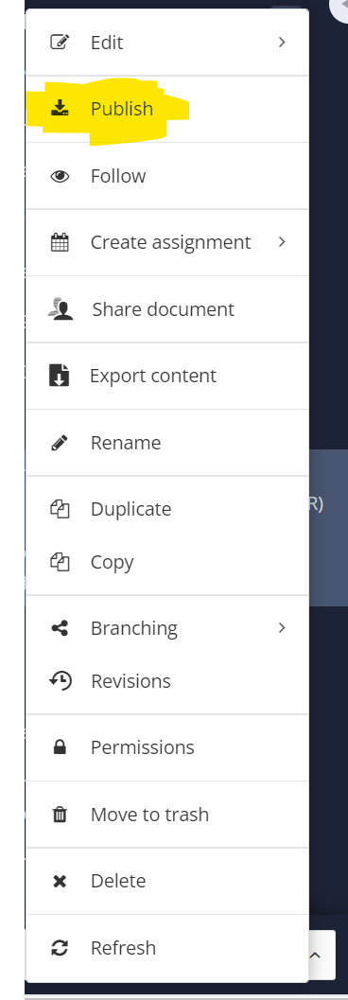 Edit
Publish
Follow
Create assignment
Share document
Export content
Rename
R)
Duplicate
Copy
Branching
Revisions
Permissions
Move to trash
Delete
Refresh